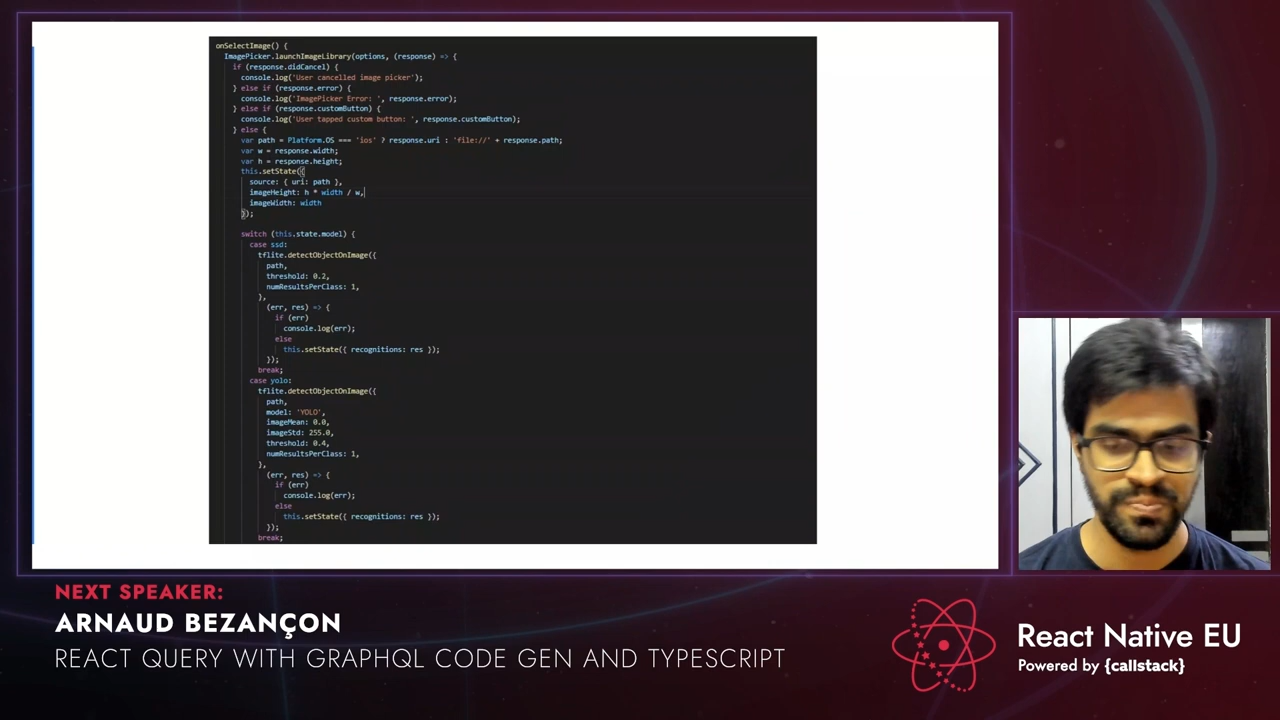 onSelectImage() {
ImagePicker.launchImageLibrary(options, (response) => {
if (response.didCancel) {
console.log('User cancelled image picker');
} else if (response.error) {
console.log('ImagePicker Error: ', response.error);
} else if (response.customButton) {
console.log('User tapped custom button: ', response.customButton);
} else {
var path = Platform.OS === 'ios' ? response.uri : 'file://' + response.path;
var w = response.width;
var h = response.height;
this.setState({
source: { uri: path },
imageHeight: h * width / w,
imageWidth: width
});
switch (this.state.model) {
case ssd:
tflite.detectObjectOnImage({
path,
threshold: 0.2,
numResultsPerClass: 1,
},
(err, res) => {
if (err)
console.log(err);
else
this.setState({ recognitions: res });
});
break;
case yolo:
tflite.detectObjectOnImage({
path,
model: 'YOLO',
imageMean: 0.0,
imageStd: 255.0,
threshold: 0.4,
numResultsPerClass: 1,
},
(err, res) => {
if (err)
console.log(err);
else
this.setState({ recognitions: res });
});
break;
NEXT SPEAKER:
ARNAUD BEZANÇON
REACT QUERY WITH GRAPHQL CODE GEN AND TYPESCRIPT
React Native EU
Powered by {callstack}